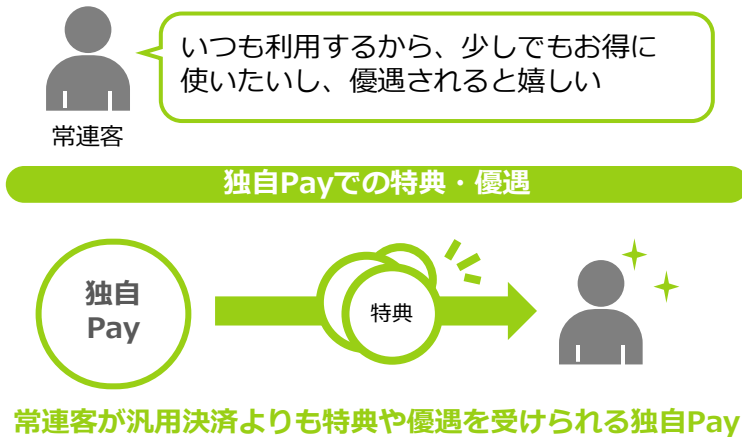 いつも利用するから、少しでもお得に
使いたいし、優遇されると嬉しい
常連客
独自Payでの特典・優遇
独自
Pay
特典
常連客が汎用決済よりも特典や優遇を受けられる独自Pay